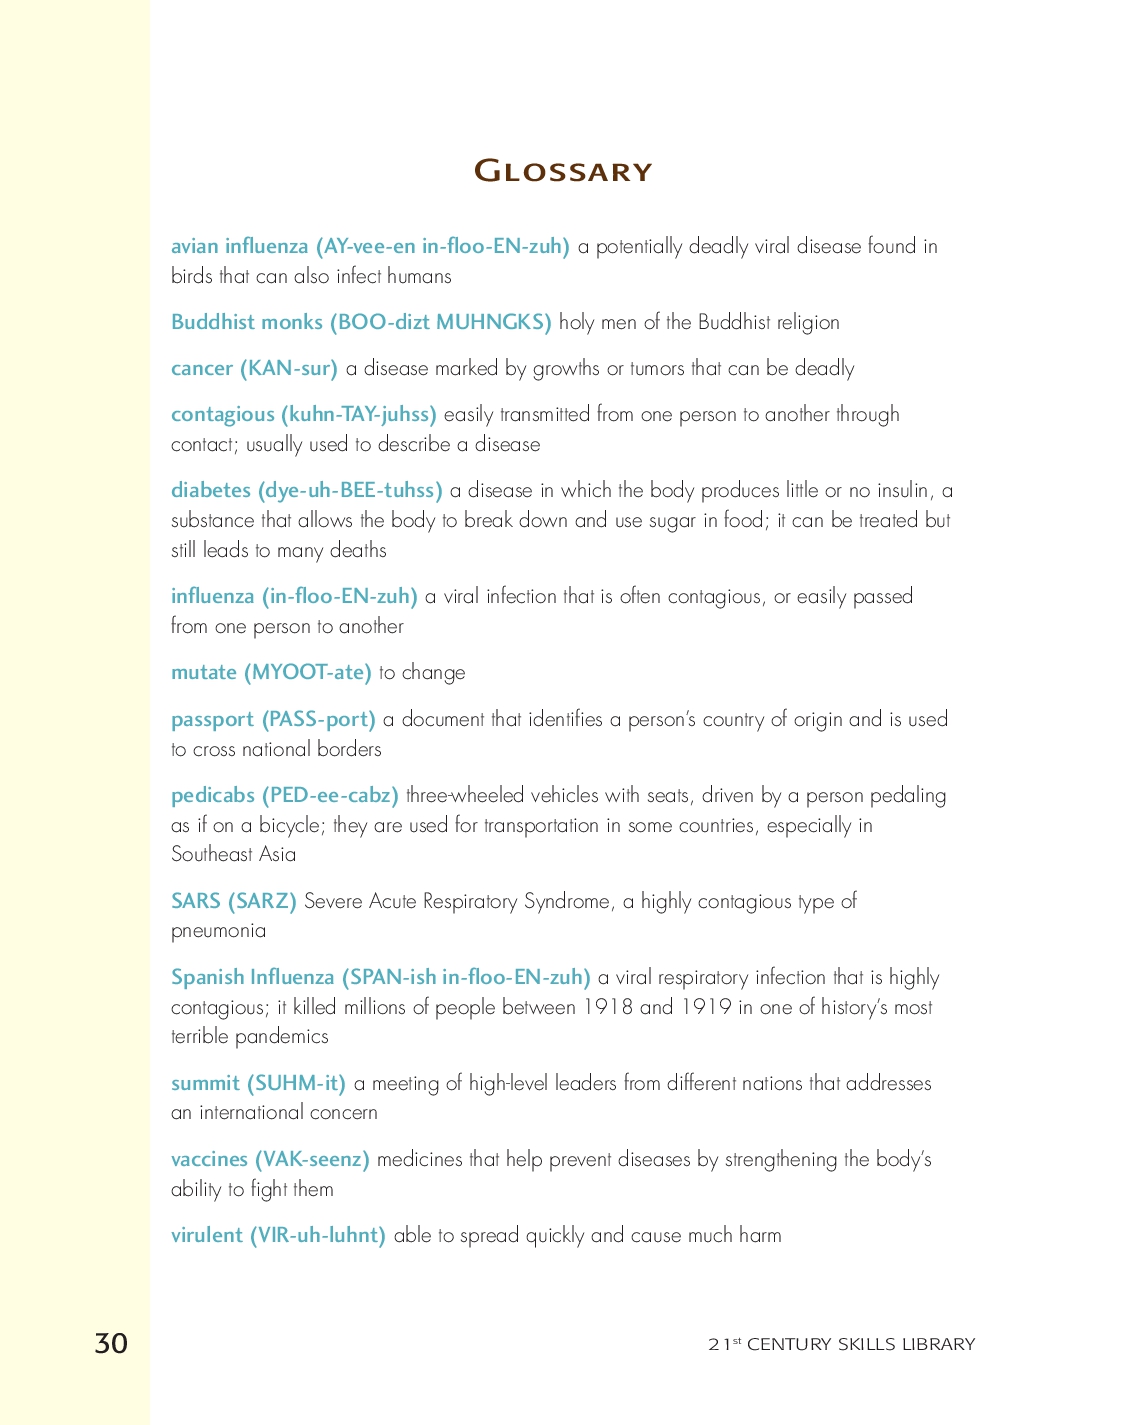 GLOSSARY
avian influenza (AY-vee-en in-floo-EN-zuh) a potentially deadly viral disease found in
birds that can also infect humans
Buddhist monks (BOO-dizt MUHNGKS) holy men of the Buddhist religion
cancer (KAN-sur) a disease marked by growths or tumors that can be deadly
contagious (kuhn-TAY-juhss) easily transmitted from one person to another through
contact; usually used to describe a disease
diabetes (dye-uh-BEE-tuhss) a disease in which the body produces little or no insulin, a
substance that allows the body to break down and use sugar in food; it can be treated but
still leads to many deaths
influenza (in-floo-EN-zuh) a viral infection that is often contagious, or easily passed
from one person to another
mutate (MYOOT-ate) to change
passport (PASS-port) a document that identifies a person’s country of origin and is used
to cross national borders
pedicabs (PED-ee-cabz) three-wheeled vehicles with seats, driven by a person pedaling
as if on a bicycle; they are used for transportation in some countries, especially in
Southeast Asia
SARS (SARZ) Severe Acute Respiratory Syndrome, a highly contagious type of
pneumonia
Spanish Influenza (SPAN-ish in-floo-EN-zuh) a viral respiratory infection that is highly
contagious; it killed millions of people between 1918 and 1919 in one of history’s most
terrible pandemics
summit (SUHM-it) a meeting of high-level leaders from different nations that addresses
an international concern
vaccines (VAK-seenz) medicines that help prevent diseases by strengthening the body’s
ability to fight them
virulent (VIR-uh-luhnt) able to spread quickly and cause much harm
30
21st CENTURY SKILLS LIBRARY